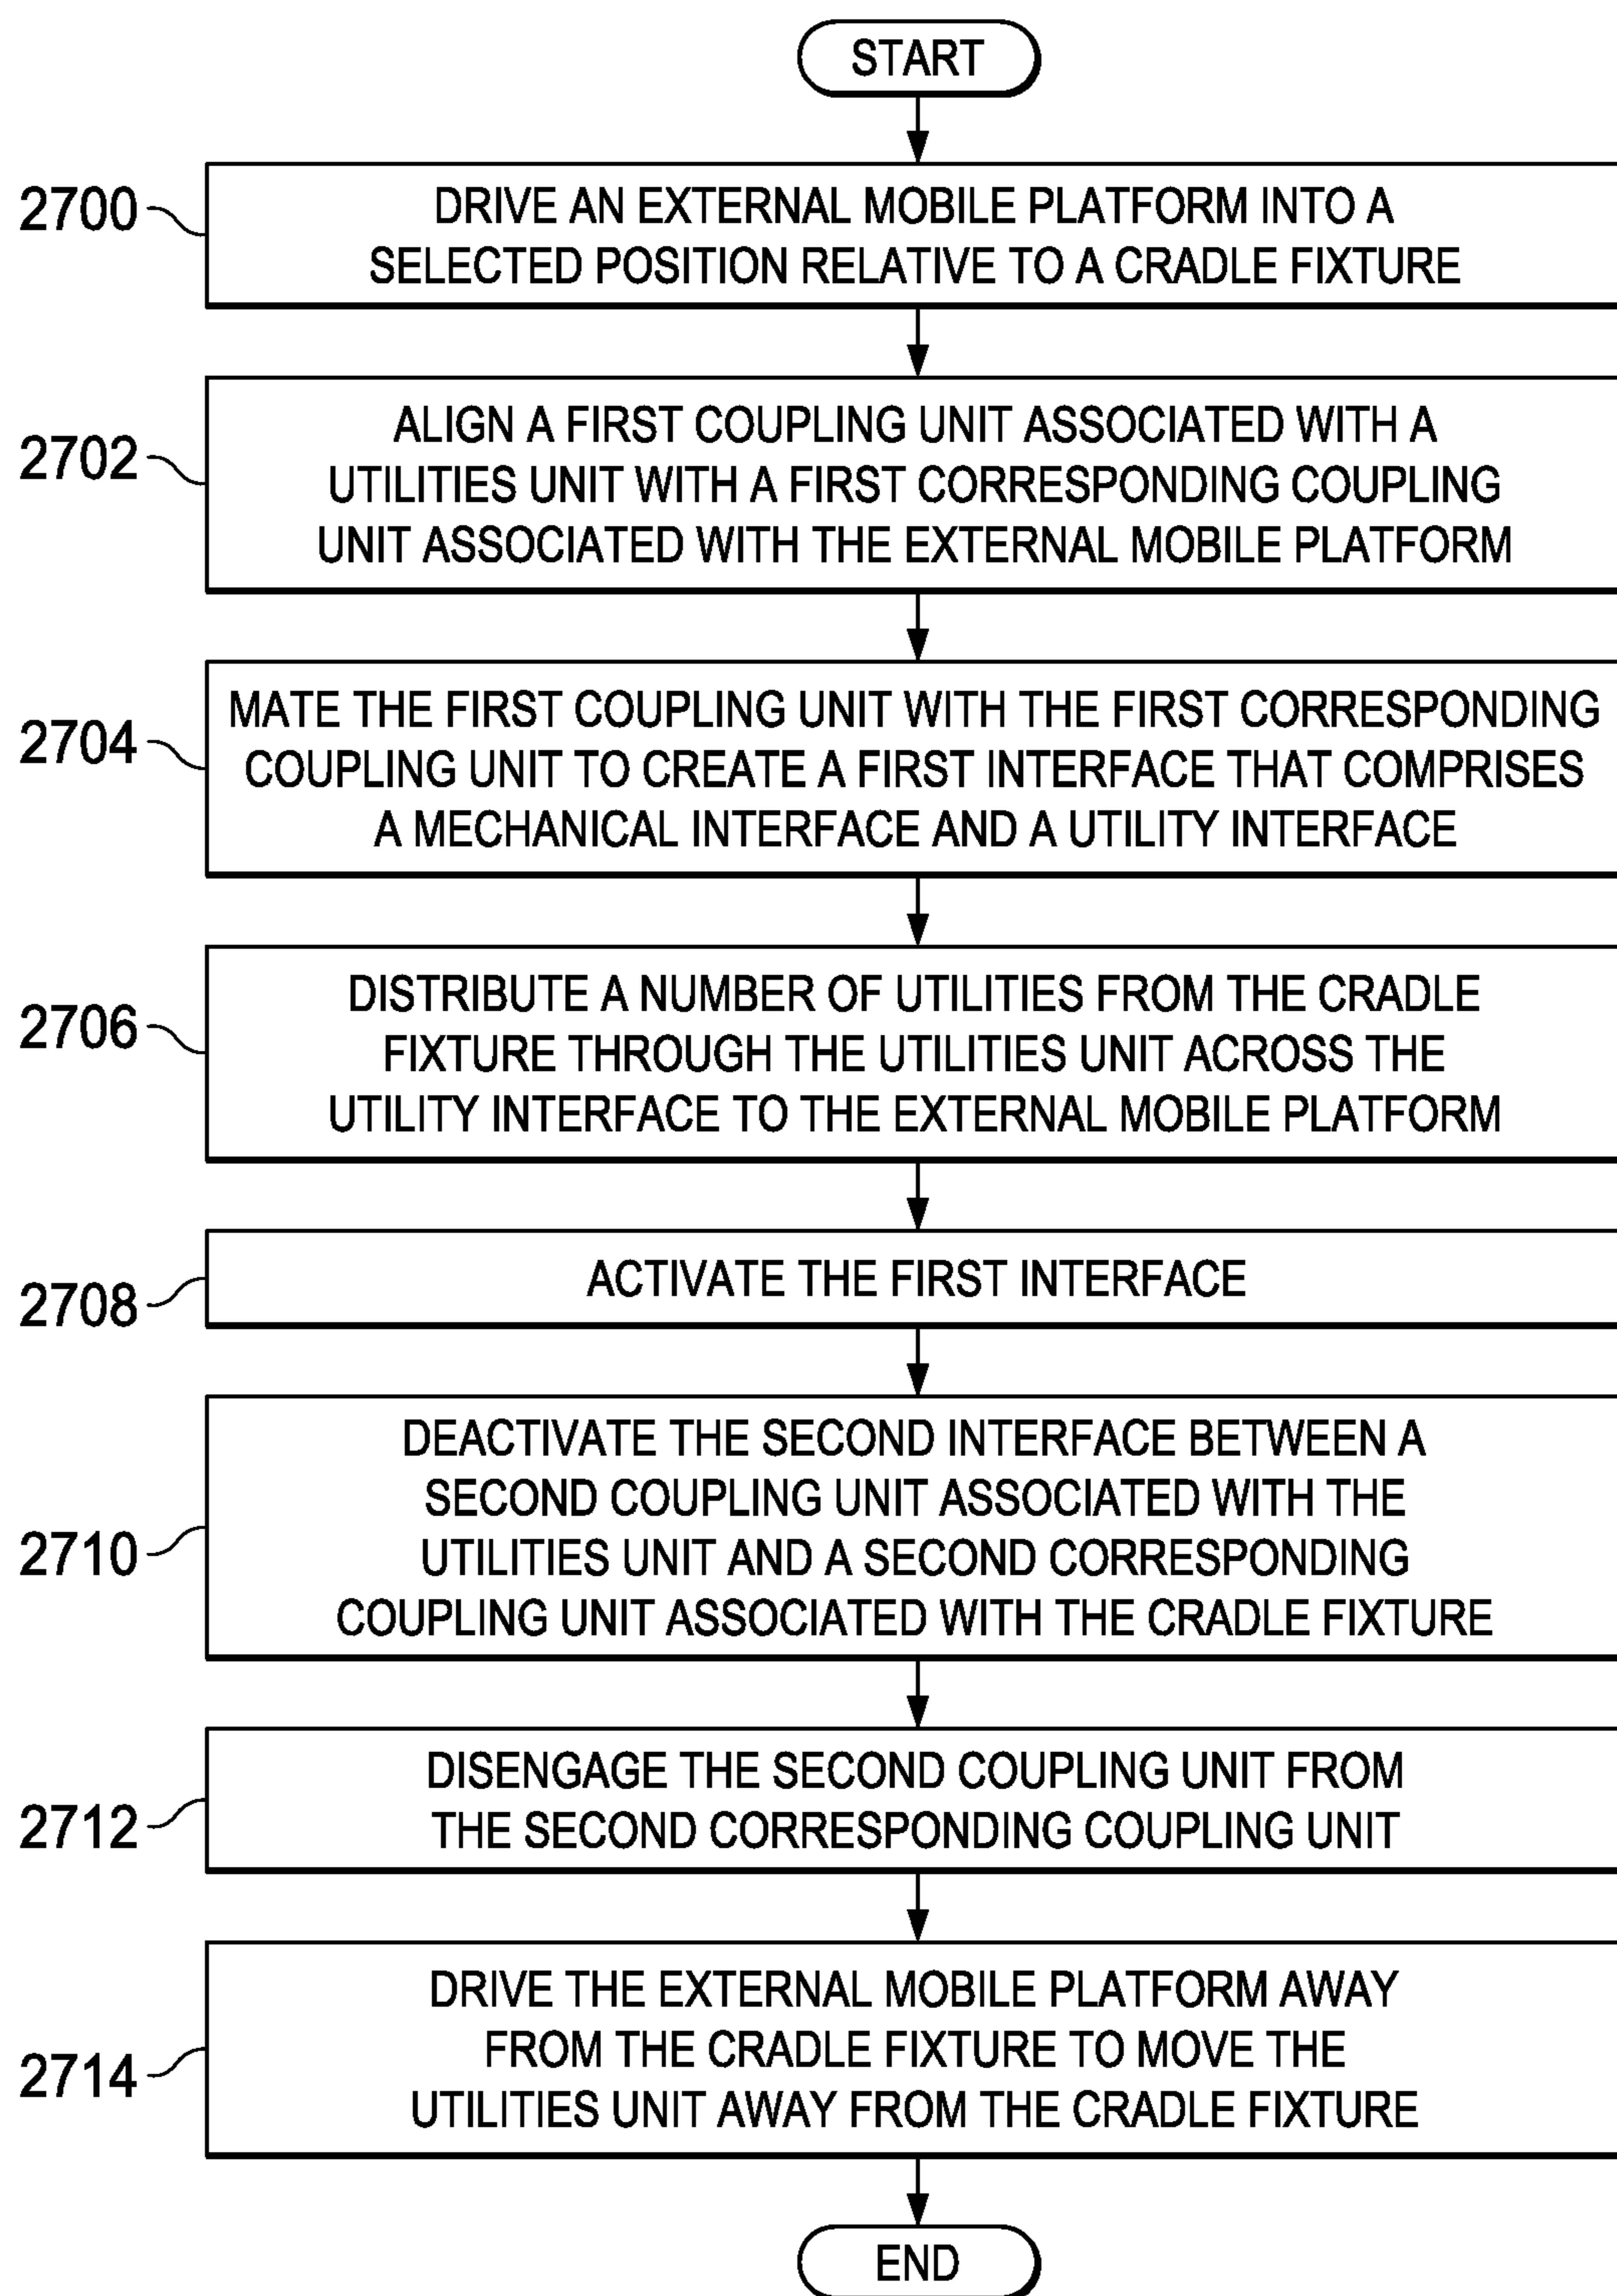 START
2700
DRIVE AN EXTERNAL MOBILE PLATFORM INTO A
SELECTED POSITION RELATIVE TO A CRADLE FIXTURE
2702
ALIGN A FIRST COUPLING UNIT ASSOCIATED WITH A
UTILITIES UNIT WITH A FIRST CORRESPONDING COUPLING
UNIT ASSOCIATED WITH THE EXTERNAL MOBILE PLATFORM
2704
MATE THE FIRST COUPLING UNIT WITH THE FIRST CORRESPONDING
COUPLING UNIT TO CREATE A FIRST INTERFACE THAT COMPRISES
A MECHANICAL INTERFACE AND A UTILITY INTERFACE
2706
DISTRIBUTE A NUMBER OF UTILITIES FROM THE CRADLE
FIXTURE THROUGH THE UTILITIES UNIT ACROSS THE
UTILITY INTERFACE TO THE EXTERNAL MOBILE PLATFORM
2708
ACTIVATE THE FIRST INTERFACE
2710
DEACTIVATE THE SECOND INTERFACE BETWEEN A
SECOND COUPLING UNIT ASSOCIATED WITH THE
UTILITIES UNIT AND A SECOND CORRESPONDING
COUPLING UNIT ASSOCIATED WITH THE CRADLE FIXTURE
2712
DISENGAGE THE SECOND COUPLING UNIT FROM
THE SECOND CORRESPONDING COUPLING UNIT
2714
DRIVE THE EXTERNAL MOBILE PLATFORM AWAY
FROM THE CRADLE FIXTURE TO MOVE THE
UTILITIES UNIT AWAY FROM THE CRADLE FIXTURE
END